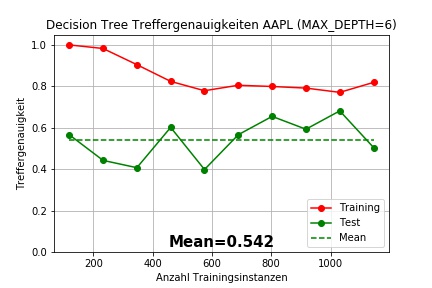 Decision Tree Treffergenauigkeiten AAPL (MAX_DEPTH=6)
1.0
0.8
0.6
0.4
0.2
0.0
Treffergenauigkeit
Training
Test
Mean
Mean=0.542
200 400 600 800 1000
Anzahl Trainingsinstanzen